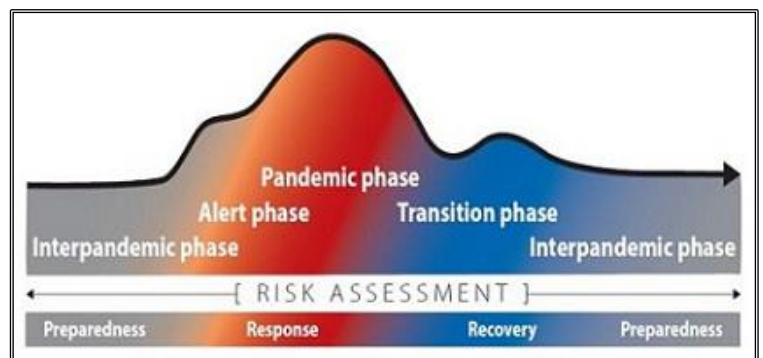 Pandemic phase
Alert phase Transition phase
Interpandemic phase Interpandemic phase
[ RISK ASSESSMENT ]
Preparedness Response Recovery Preparedness